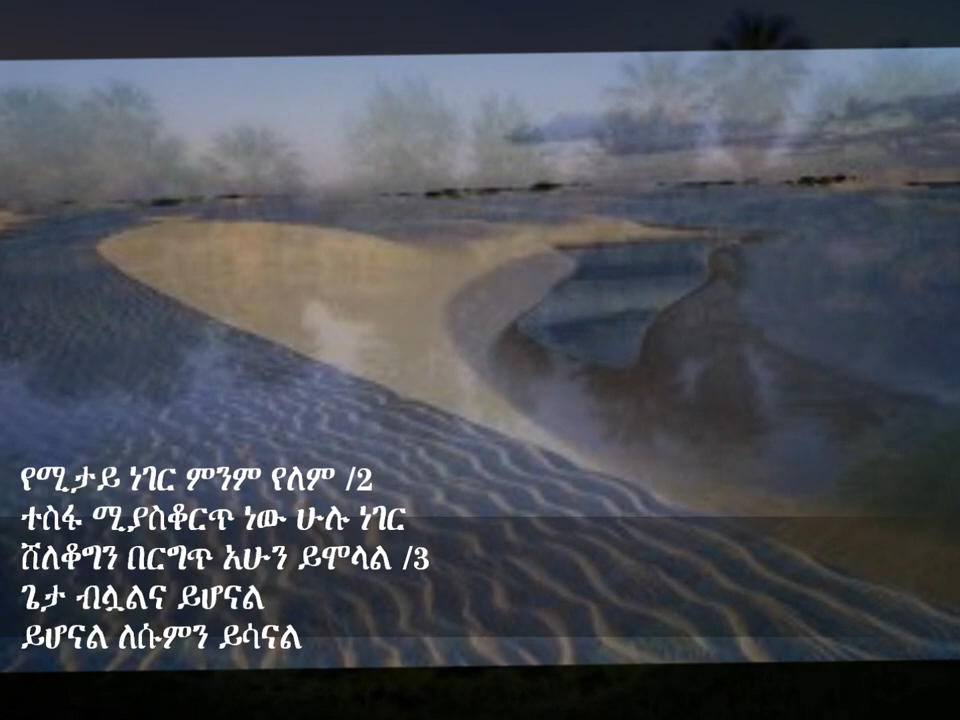 የሚታይ ነገር ምንም የለም /2
ተስፋ ሚያስቆርጥ ነው ሁሉ ነገር
ሸለቆግን በርግጥ አሁን ይሞላል /3
ጌታ ብሏልና ይሆናል
ይሆናል ለሱምን ይሳናል